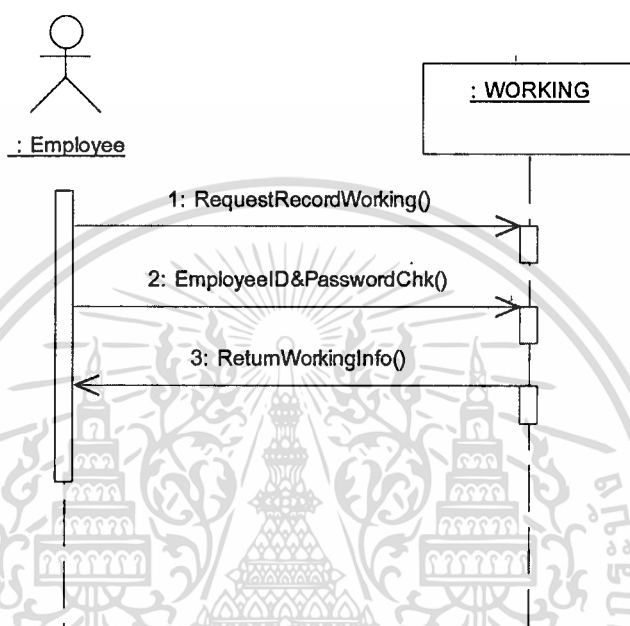 : Employee
: WORKING
1: RequestRecordWorking()
2: EmployeeID&PasswordChk()
3: ReturnWorkingInfo()